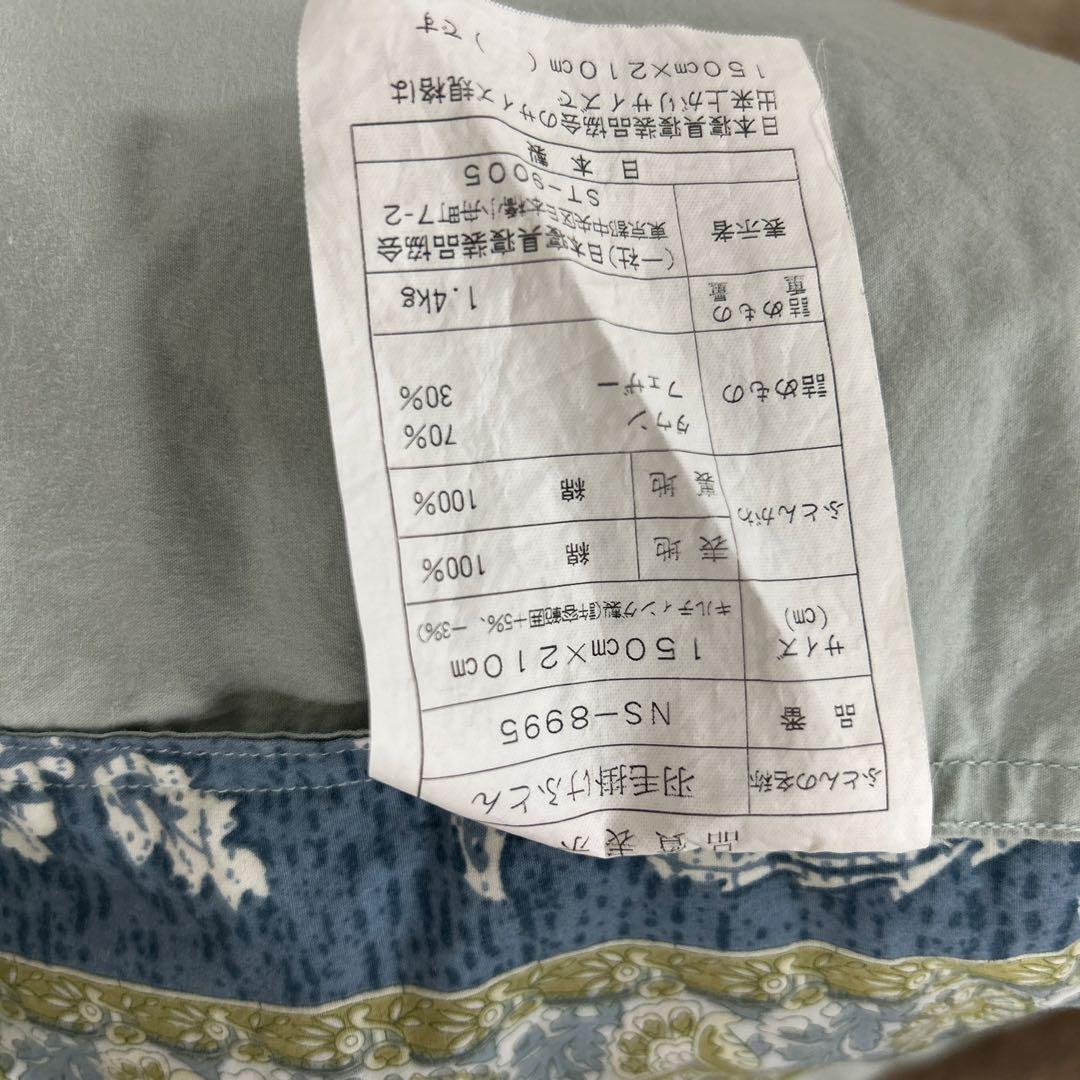 品質表示
ふとんの名称 羽毛掛けふとん
品番 NS-8995
サイズ (cm) 150cm×210cm
キルティング製(許容範囲+5%、-3%)
ふとんがわ 表地 綿 100%
裏地 綿 100%
詰めもの ダウン 70%
フェザー 30%
詰めもの重量 1.4kg
表示者 (一社)日本寝具寝装品協会
東京都中央区日本橋小舟町7-2
ST-9005
日本製
日本寝具寝装品協会のサイズ規格は
出来上がりサイズで
150cm×210cm (
) です